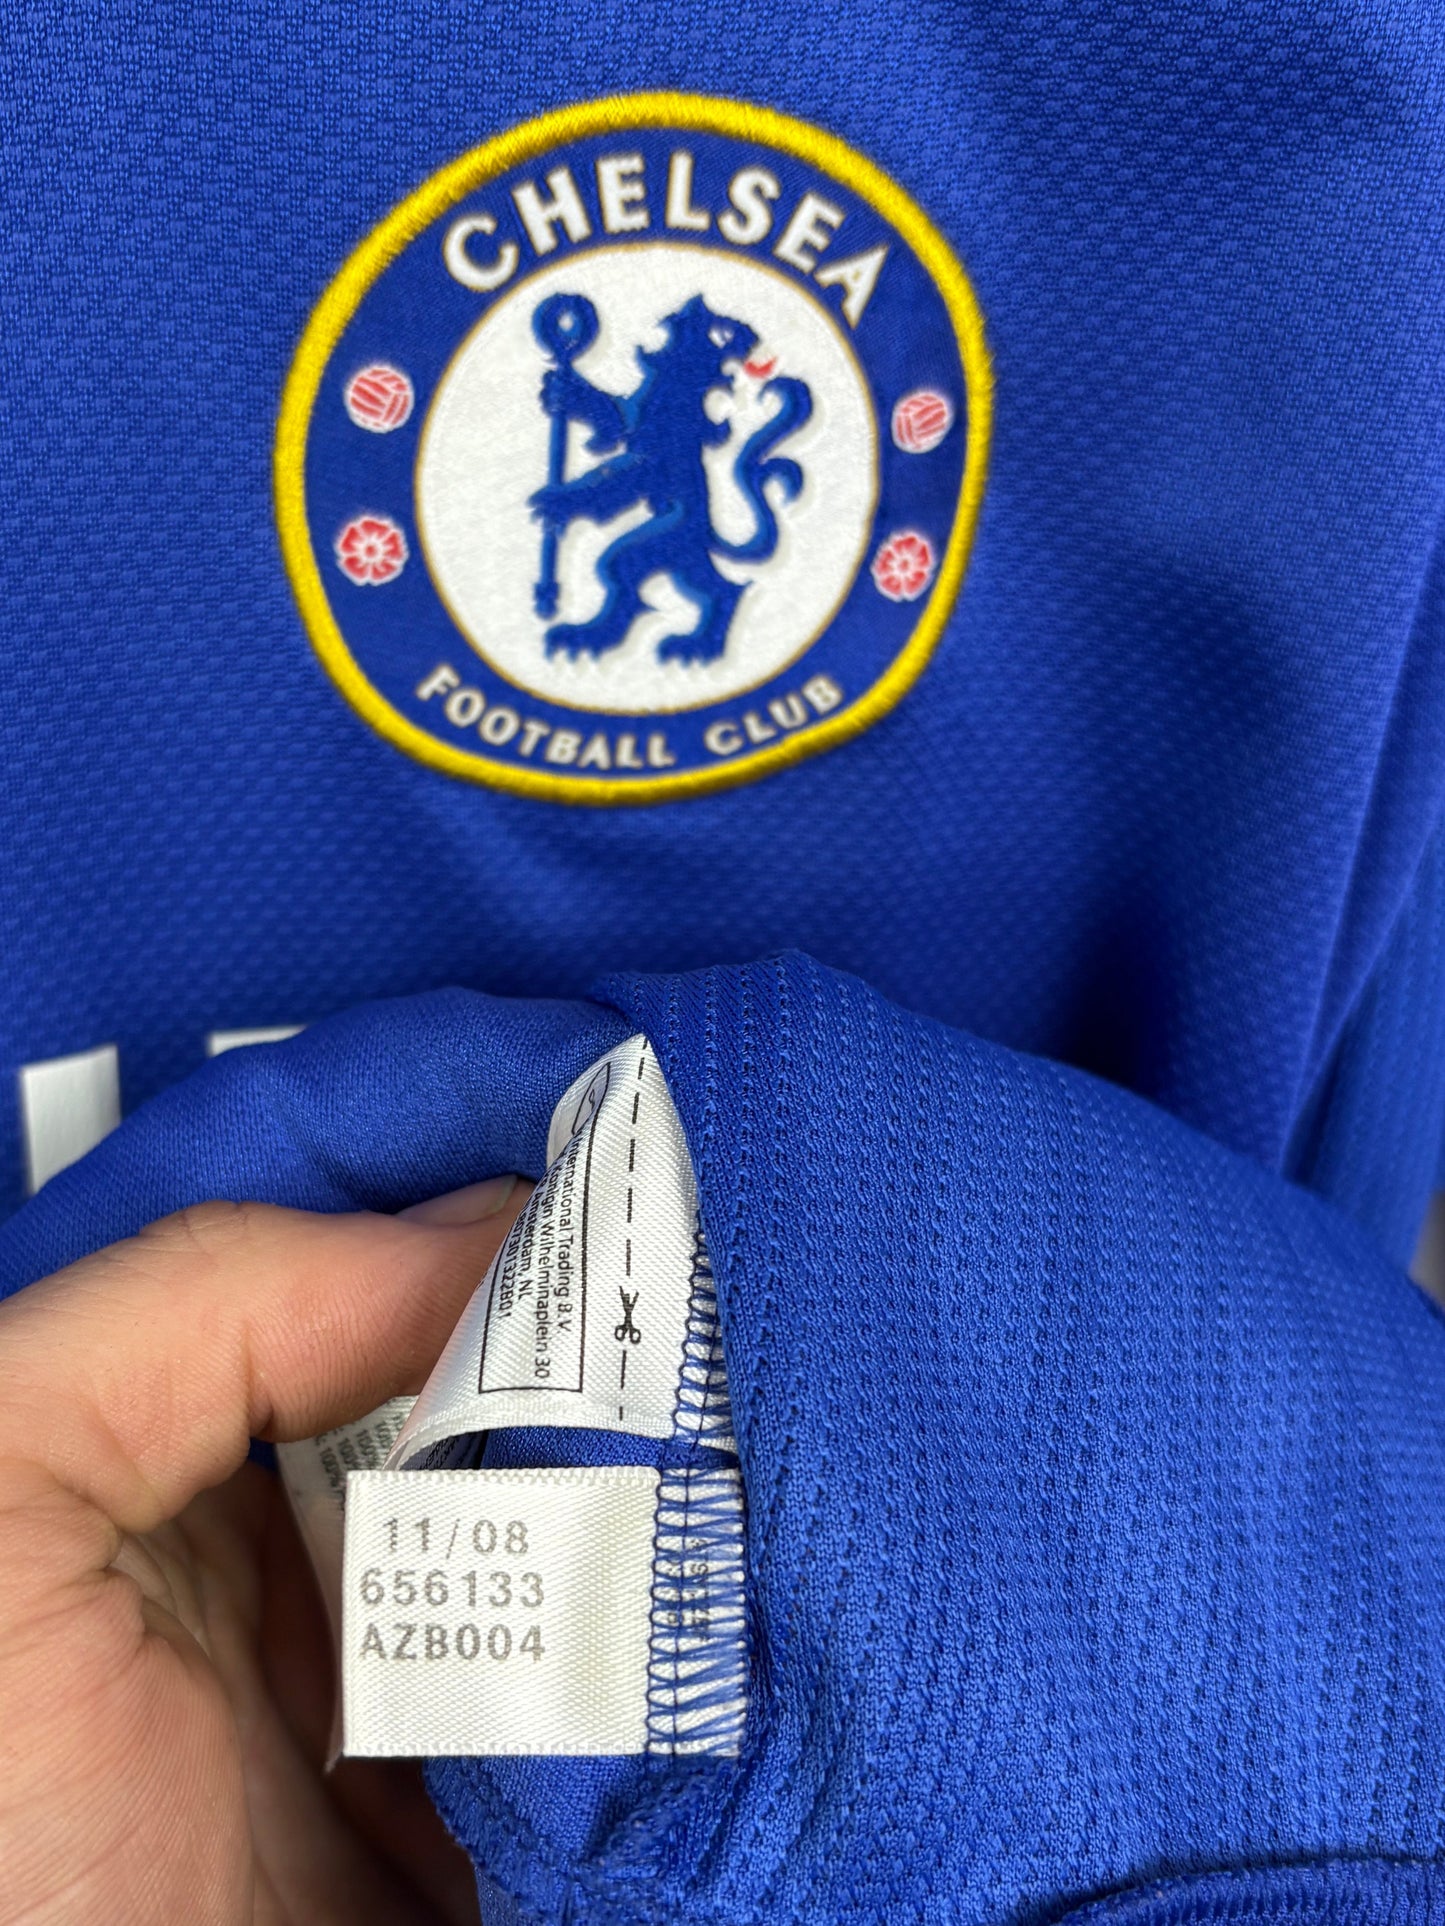 CHELSEA
FOOTBALL CLUB
International Trading B.V.
Wilhelminaplein 30
Amsterdam, NL
11/08
656133
AZB004